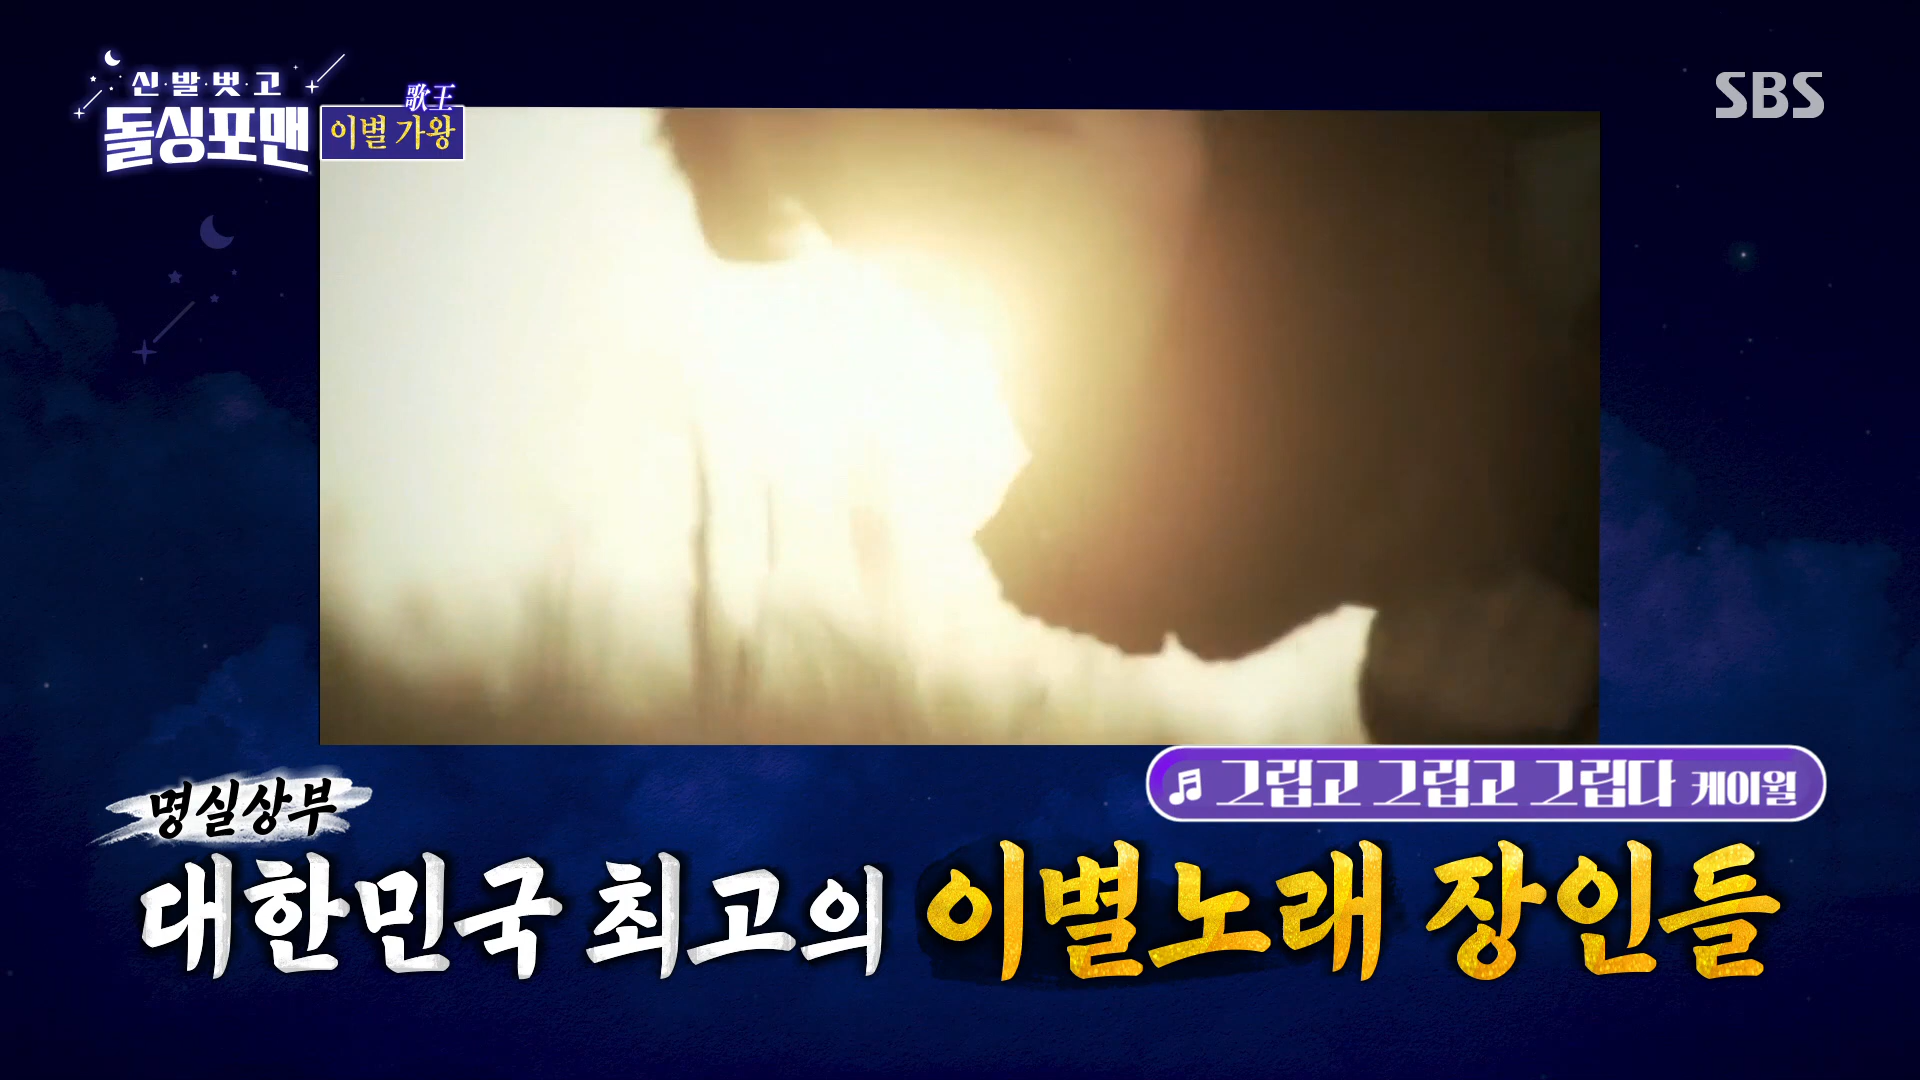 신·발·벗·고
돌싱포맨
歌王
이별 가왕
SBS
그립고 그립고 그립다 케이윌
명실상부
대한민국 최고의 이별노래 장인들